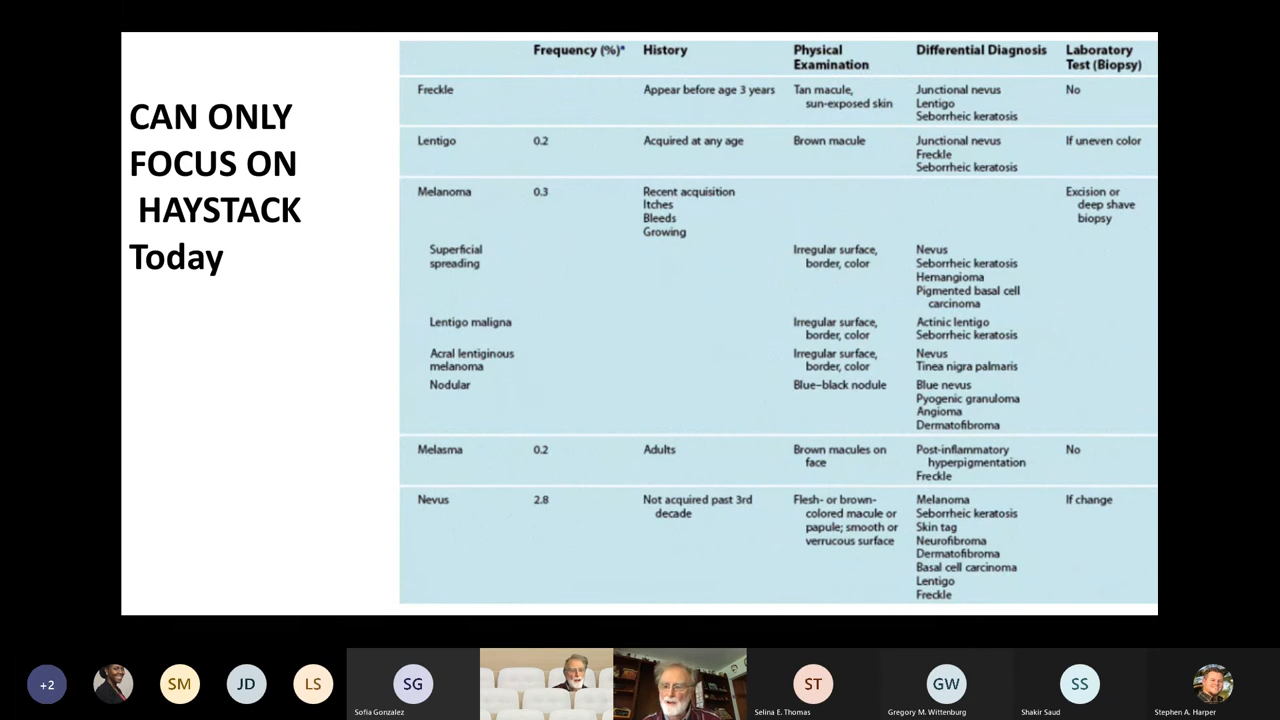 CAN ONLY
FOCUS ON
HAYSTACK
Today
Frequency (%)* History Physical Examination Differential Diagnosis Laboratory Test (Biopsy)
Freckle Appear before age 3 years Tan macule, sun-exposed skin Junctional nevus Lentigo Seborrheic keratosis No
Lentigo 0.2 Acquired at any age Brown macule Junctional nevus Freckle Seborrheic keratosis If uneven color
Melanoma 0.3 Recent acquisition Itches Bleeds Growing Excision or deep shave biopsy
Superficial spreading Irregular surface, border, color Nevus Seborrheic keratosis Hemangioma Pigmented basal cell carcinoma
Lentigo maligna Irregular surface, border, color Actinic lentigo Seborrheic keratosis
Acral lentiginous melanoma Irregular surface, border, color Nevus Tinea nigra palmaris
Nodular Blue–black nodule Blue nevus Pyogenic granuloma Angioma Dermatofibroma
Melasma 0.2 Adults Brown macules on face Post-inflammatory hyperpigmentation Freckle No
Nevus 2.8 Not acquired past 3rd decade Flesh- or brown-colored macule or papule; smooth or verrucous surface Melanoma Seborrheic keratosis Skin tag Neurofibroma Dermatofibroma Basal cell carcinoma Lentigo Freckle If change
+2 SM JD LS SG ST GW SS
Sofia Gonzalez Selina E. Thomas Gregory M. Wittenburg Shakir Saud Stephen A. Harper